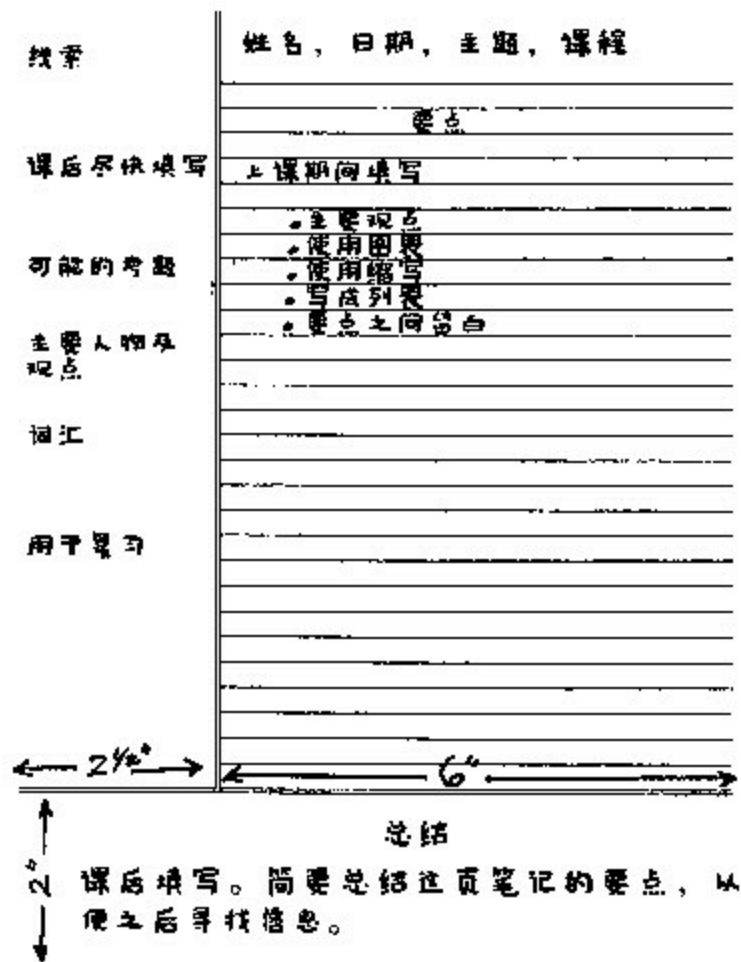 线索
姓名，日期，主题，课程
要点
课后尽快填写
上课期间填写
• 主要观点
• 使用图表
• 使用缩写
• 写成列表
• 要点之间留白
可能的考题
主要人物及
观点
词汇
用于复习
2 1/2"
6"
2"
总结
课后填写。简要总结这页笔记的要点，以
便之后寻找信息。